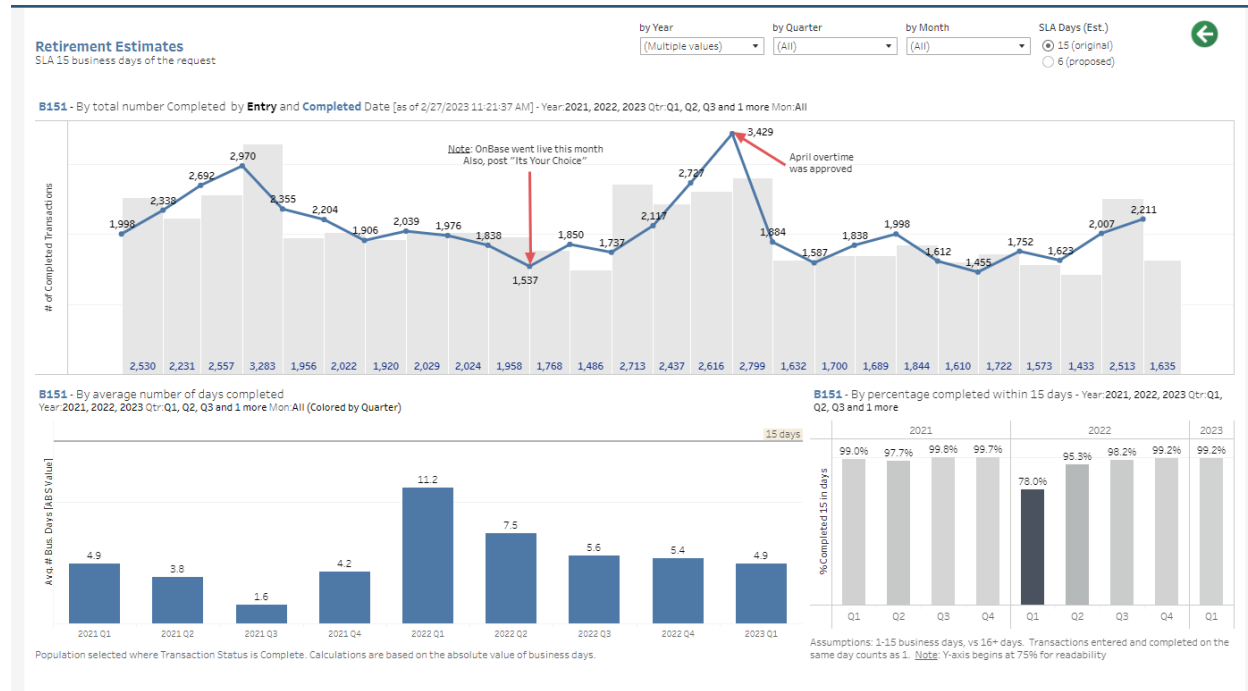 by Year
by Quarter
by Month
SLA Days (Est.)
Retirement Estimates
(Multiple values)
(All)
(All)
15 (original)
SLA 15 business days of the request
6 (proposed)
B151 - By total number Completed by Entry and Completed Date [as of 2/27/2023 11:21:37 AM] - Year:2021, 2022, 2023 Qtr:Q1, Q2, Q3 and 1 more Mon:All
# of Completed Transactions
1,998
2,338
2,692
2,970
2,355
2,204
1,906
2,039
1,976
1,838
1,537
1,850
1,737
2,117
2,727
3,429
1,884
1,587
1,838
1,998
1,612
1,455
1,752
1,623
2,007
2,211
Note: OnBase went live this month
Also, post "Its Your Choice"
April overtime
was approved
2,530 2,231 2,557 3,283 1,956 2,022 1,920 2,029 2,024 1,958 1,768 1,486 2,713 2,437 2,616 2,799 1,632 1,700 1,689 1,844 1,610 1,722 1,573 1,433 2,513 1,635
B151 - By average number of days completed
Year:2021, 2022, 2023 Qtr:Q1, Q2, Q3 and 1 more Mon:All (Colored by Quarter)
Avg. # Bus. Days [ABS Value]
15 days
4.9
3.8
1.6
4.2
11.2
7.5
5.6
5.4
4.9
2021 Q1 2021 Q2 2021 Q3 2021 Q4 2022 Q1 2022 Q2 2022 Q3 2022 Q4 2023 Q1
Population selected where Transaction Status is Complete. Calculations are based on the absolute value of business days.
B151 - By percentage completed within 15 days - Year:2021, 2022, 2023 Qtr:Q1,
Q2, Q3 and 1 more
2021 2022 2023
%Completed 15 in days
99.0% 97.7% 99.8% 99.7% 78.0% 95.3% 98.2% 99.2% 99.2%
Q1 Q2 Q3 Q4 Q1 Q2 Q3 Q4 Q1
Assumptions: 1-15 business days, vs 16+ days. Transactions entered and completed on the
same day counts as 1. Note: Y-axis begins at 75% for readability